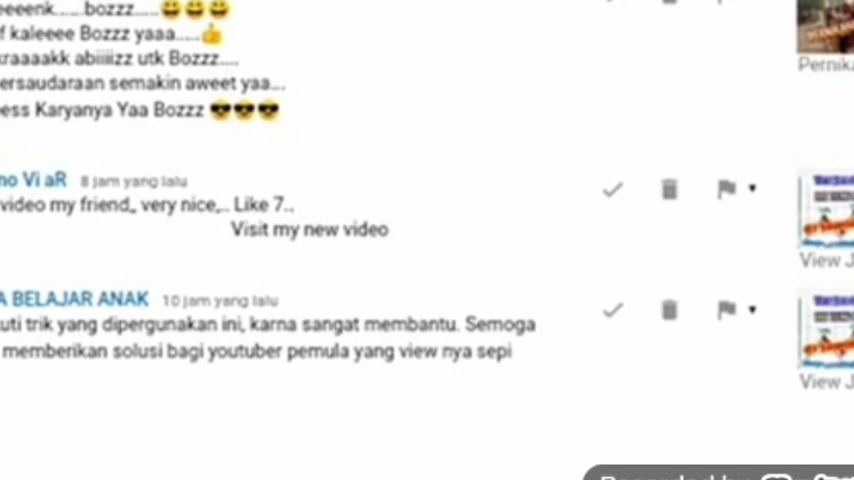 bozzz.....😀😀😀
kaleeee Bozzz yaaa.....👍
abiiiizz utk Bozzz....
ersaudaraan semakin aweet yaa...
ess Karyanya Yaa Bozzz 😎😎😎
Pernika
no Vi aR 8 jam yang lalu
video my friend,, very nice,.. Like 7..
Visit my new video
View J
A BELAJAR ANAK 10 jam yang lalu
uti trik yang dipergunakan ini, karna sangat membantu. Semoga
memberikan solusi bagi youtuber pemula yang view nya sepi
View J